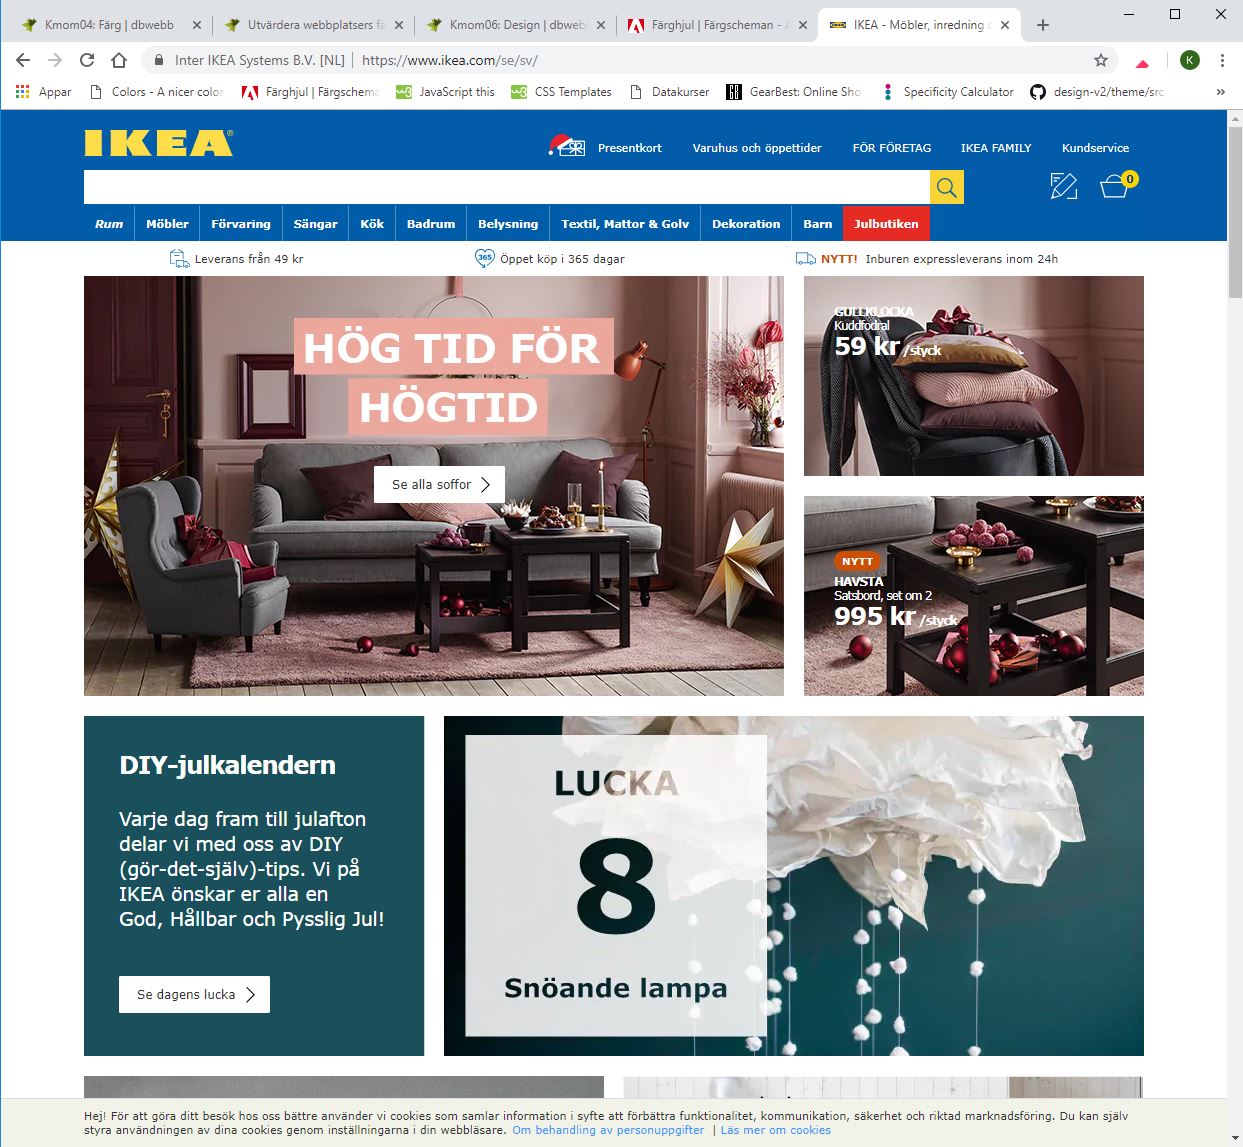 Kmom04: Färg | dbwebb
Utvärdera webbplatsers fä
Kmom06: Design | dbweb
Färghjul | Färgscheman - A
IKEA - Möbler, inredning o
Inter IKEA Systems B.V. [NL] | https://www.ikea.com/se/sv/
K
Appar
Colors - A nicer color
Färghjul | Färgschema
JavaScript this
CSS Templates
Datakurser
GearBest: Online Sho
Specificity Calculator
design-v2/theme/src/
IKEA
Presentkort
Varuhus och öppettider
FÖR FÖRETAG
IKEA FAMILY
Kundservice
0
Rum
Möbler
Förvaring
Sängar
Kök
Badrum
Belysning
Textil, Mattor & Golv
Dekoration
Barn
Julbutiken
Leverans från 49 kr
365
Öppet köp i 365 dagar
NYTT! Inburen expressleverans inom 24h
HÖG TID FÖR
HÖGTID
Se alla soffor
GULLKLOCKA
Kuddfodral
59 kr /styck
NYTT
HAVSTA
Satsbord, set om 2
995 kr /styck
DIY-julkalendern
Varje dag fram till julafton
delar vi med oss av DIY
(gör-det-själv)-tips. Vi på
IKEA önskar er alla en
God, Hållbar och Pysslig Jul!
Se dagens lucka
LUCKA
8
Snöande lampa
Hej! För att göra ditt besök hos oss bättre använder vi cookies som samlar information i syfte att förbättra funktionalitet, kommunikation, säkerhet och riktad marknadsföring. Du kan själv
styra användningen av dina cookies genom inställningarna i din webbläsare. Om behandling av personuppgifter | Läs mer om cookies